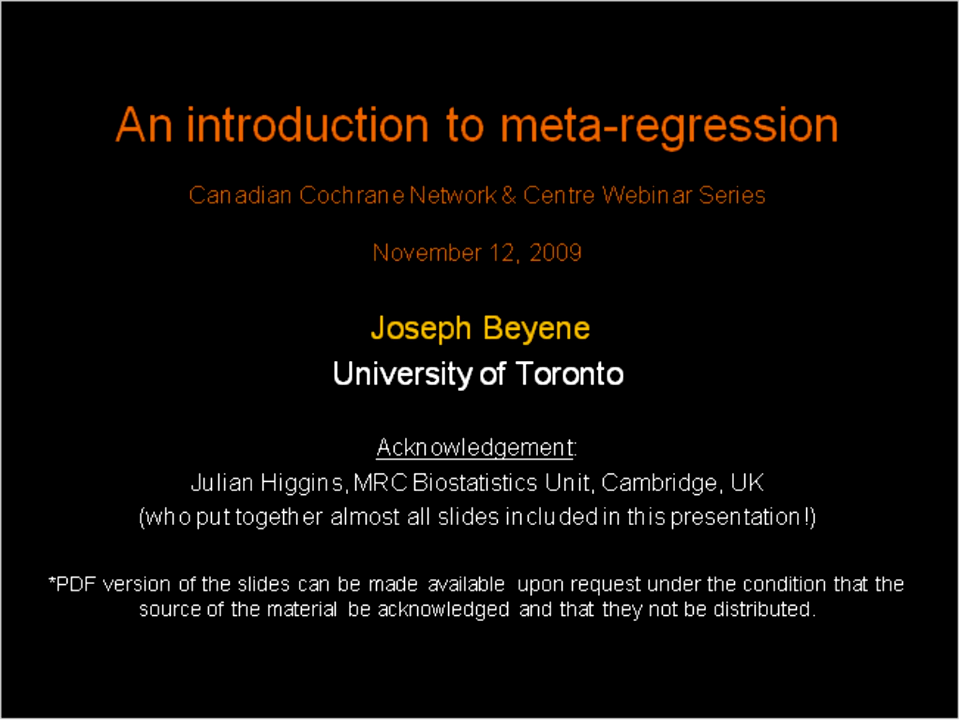 An introduction to meta-regression
Canadian Cochrane Network & Centre Webinar Series
November 12, 2009
Joseph Beyene
University of Toronto
Acknowledgement:
Julian Higgins, MRC Biostatistics Unit, Cambridge, UK
(who put together almost all slides included in this presentation!)
*PDF version of the slides can be made available upon request under the condition that the
source of the material be acknowledged and that they not be distributed.